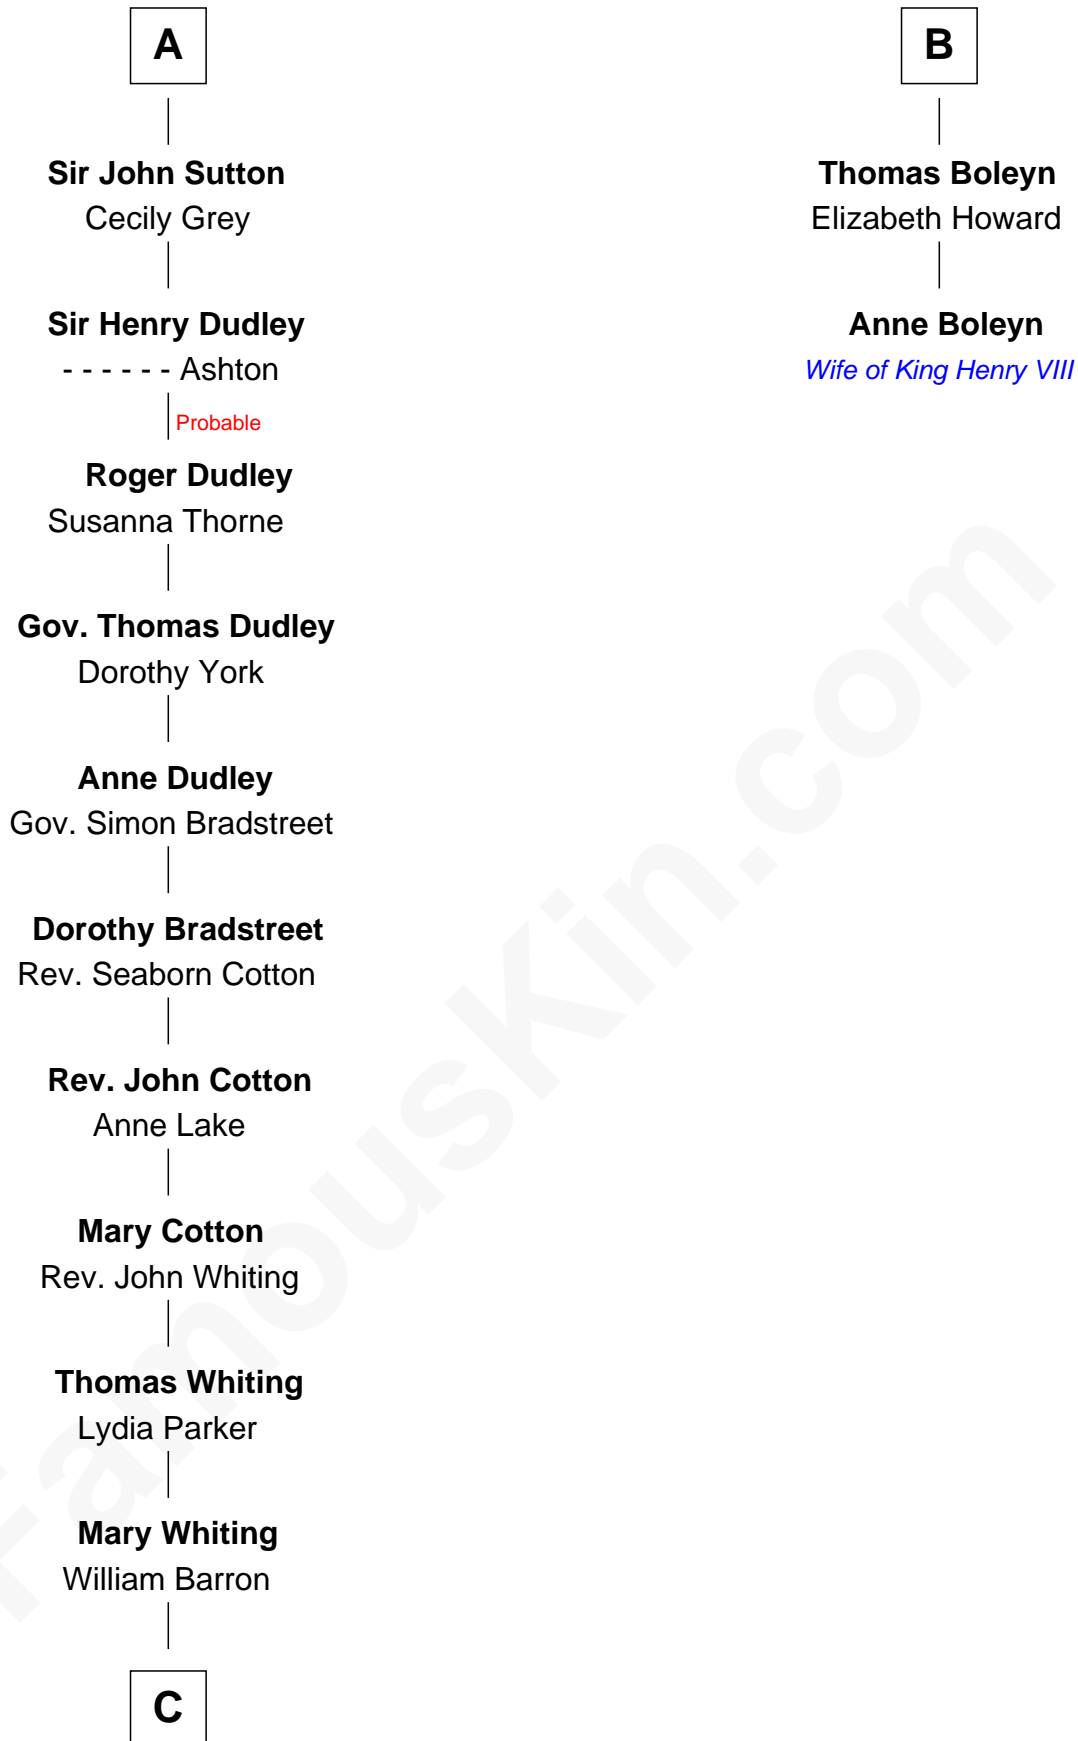 A
Sir John Sutton
Cecily Grey
Sir Henry Dudley
- - - - - - Ashton
Probable
Roger Dudley
Susanna Thorne
Gov. Thomas Dudley
Dorothy York
Anne Dudley
Gov. Simon Bradstreet
Dorothy Bradstreet
Rev. Seaborn Cotton
Rev. John Cotton
Anne Lake
Mary Cotton
Rev. John Whiting
Thomas Whiting
Lydia Parker
Mary Whiting
William Barron
C
B
Thomas Boleyn
Elizabeth Howard
Anne Boleyn
Wife of King Henry VIII
FamousKin.com